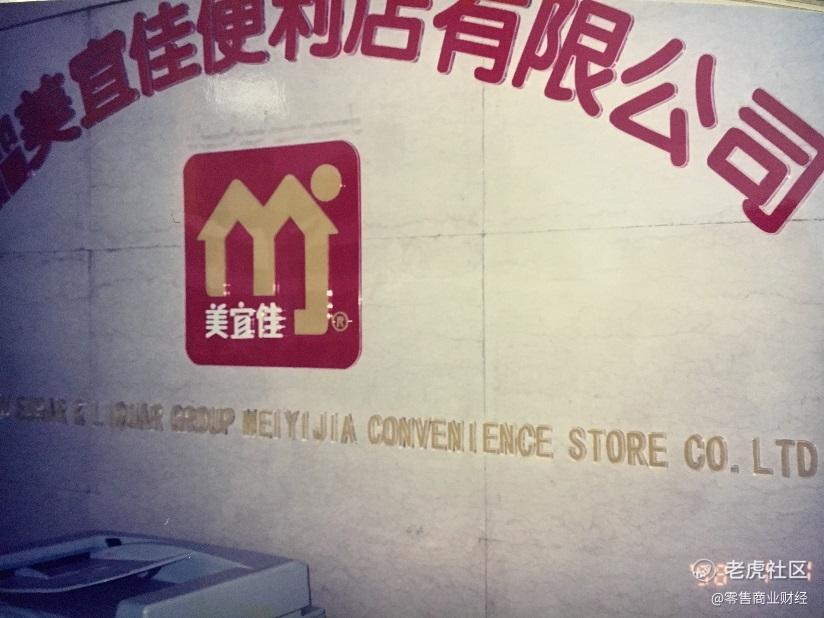 美宜佳便利店有限公司
美宜佳
®
GROUP MEIYIJIA CONVENIENCE STORE CO. LTD
老虎社区
@零售商业财经